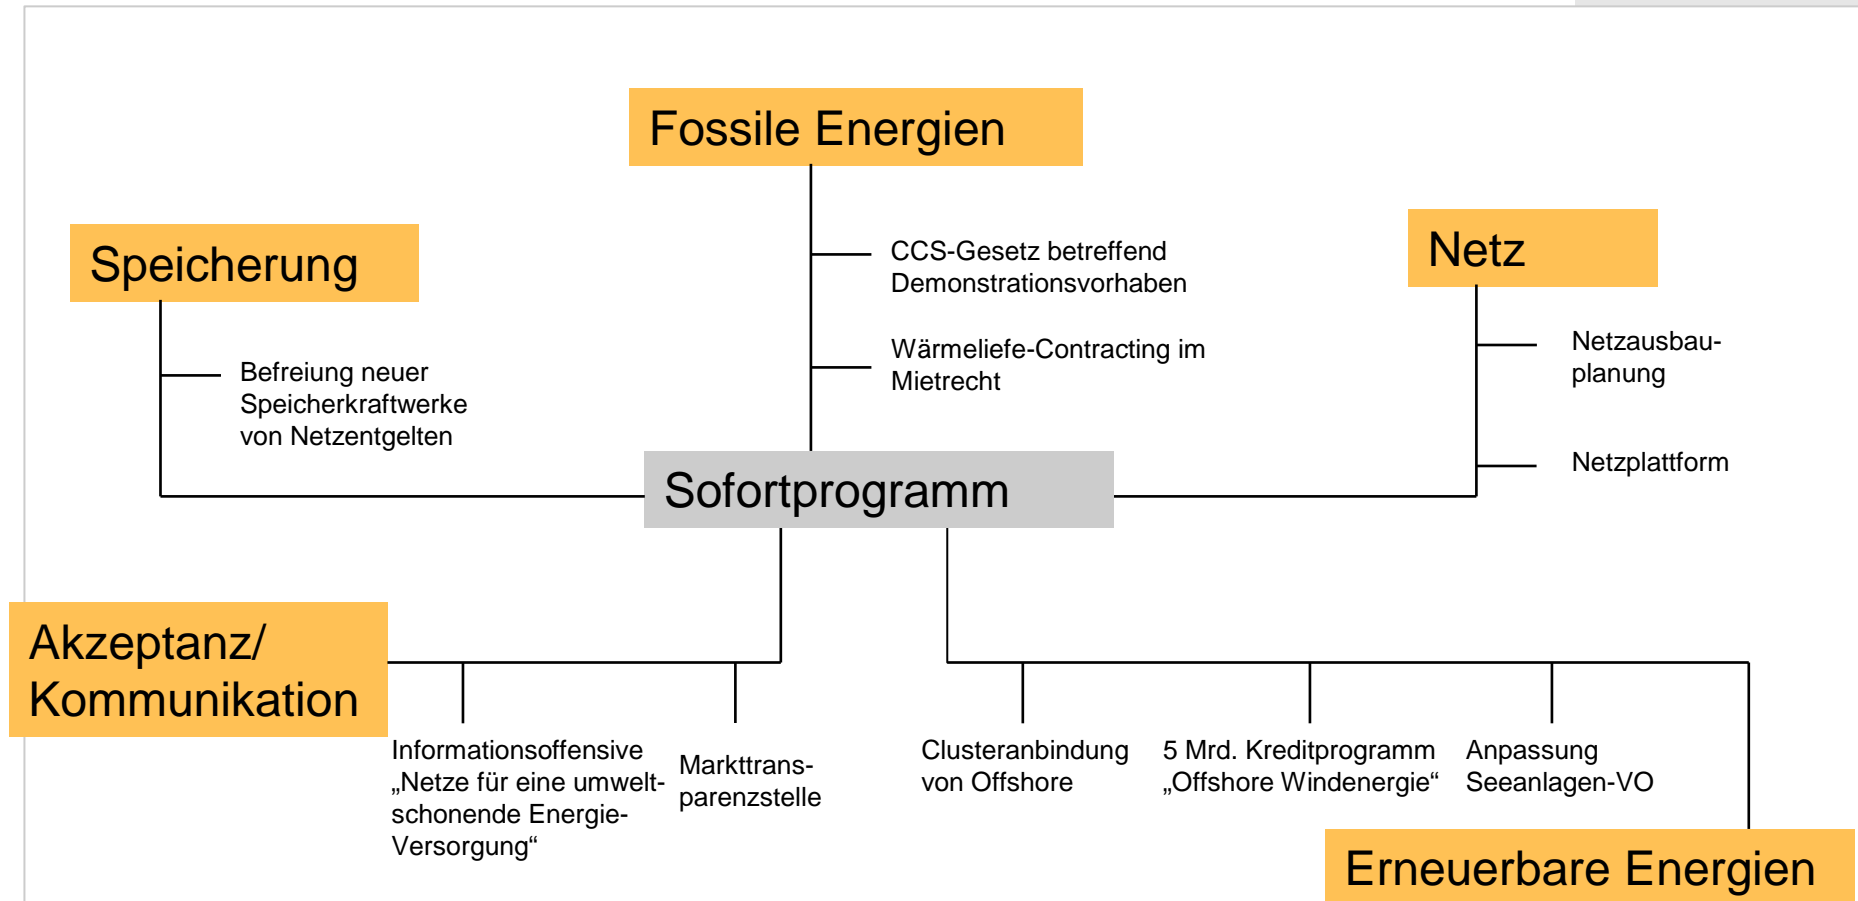 Fossile Energien
CCS-Gesetz betreffend
Demonstrationsvorhaben
Wärmeliefe-Contracting im
Mietrecht
Speicherung
Befreiung neuer
Speicherkraftwerke
von Netzentgelten
Netz
Netzausbau-
planung
Netzplattform
Sofortprogramm
Akzeptanz/
Kommunikation
Informationsoffensive
„Netze für eine umwelt-
schonende Energie-
Versorgung“
Markttrans-
parenzstelle
Clusteranbindung
von Offshore
5 Mrd. Kreditprogramm
„Offshore Windenergie“
Anpassung
Seeanlagen-VO
Erneuerbare Energien